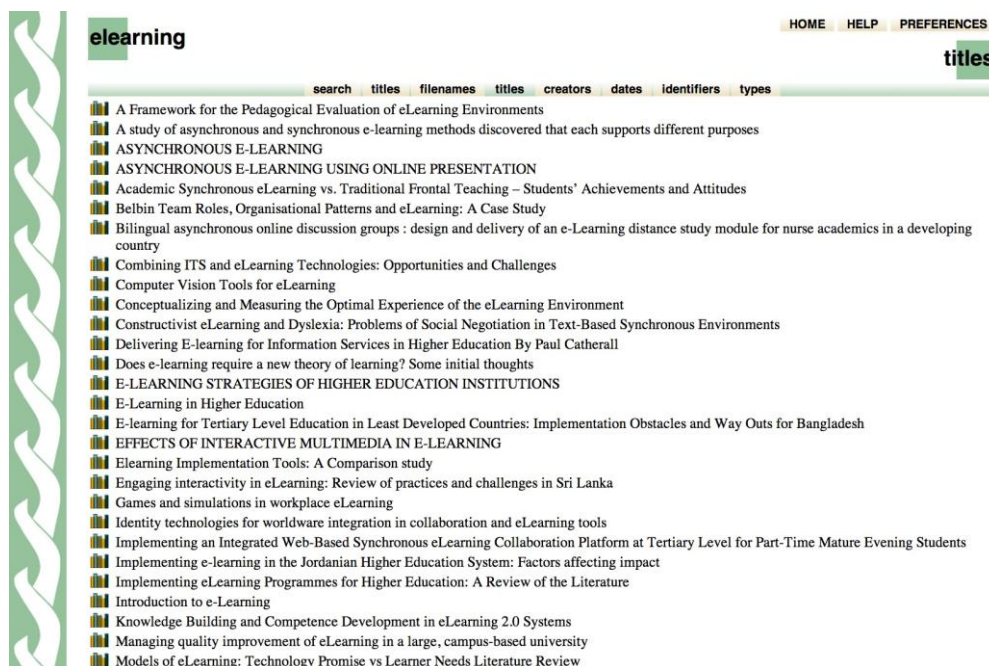 HOME HELP PREFERENCES
elearning
titles
search titles filenames titles creators dates identifiers types
A Framework for the Pedagogical Evaluation of eLearning Environments
A study of asynchronous and synchronous e-learning methods discovered that each supports different purposes
ASYNCHRONOUS E-LEARNING
ASYNCHRONOUS E-LEARNING USING ONLINE PRESENTATION
Academic Synchronous eLearning vs. Traditional Frontal Teaching – Students’ Achievements and Attitudes
Belbin Team Roles, Organisational Patterns and eLearning: A Case Study
Bilingual asynchronous online discussion groups : design and delivery of an e-Learning distance study module for nurse academics in a developing
country
Combining ITS and eLearning Technologies: Opportunities and Challenges
Computer Vision Tools for eLearning
Conceptualizing and Measuring the Optimal Experience of the eLearning Environment
Constructivist eLearning and Dyslexia: Problems of Social Negotiation in Text-Based Synchronous Environments
Delivering E-learning for Information Services in Higher Education By Paul Catherall
Does e-learning require a new theory of learning? Some initial thoughts
E-LEARNING STRATEGIES OF HIGHER EDUCATION INSTITUTIONS
E-Learning in Higher Education
E-learning for Tertiary Level Education in Least Developed Countries: Implementation Obstacles and Way Outs for Bangladesh
EFFECTS OF INTERACTIVE MULTIMEDIA IN E-LEARNING
Elearning Implementation Tools: A Comparison study
Engaging interactivity in eLearning: Review of practices and challenges in Sri Lanka
Games and simulations in workplace eLearning
Identity technologies for worldware integration in collaboration and eLearning tools
Implementing an Integrated Web-Based Synchronous eLearning Collaboration Platform at Tertiary Level for Part-Time Mature Evening Students
Implementing e-learning in the Jordanian Higher Education System: Factors affecting impact
Implementing eLearning Programmes for Higher Education: A Review of the Literature
Introduction to e-Learning
Knowledge Building and Competence Development in eLearning 2.0 Systems
Managing quality improvement of eLearning in a large, campus-based university
Models of eLearning: Technology Promise vs Learner Needs Literature Review